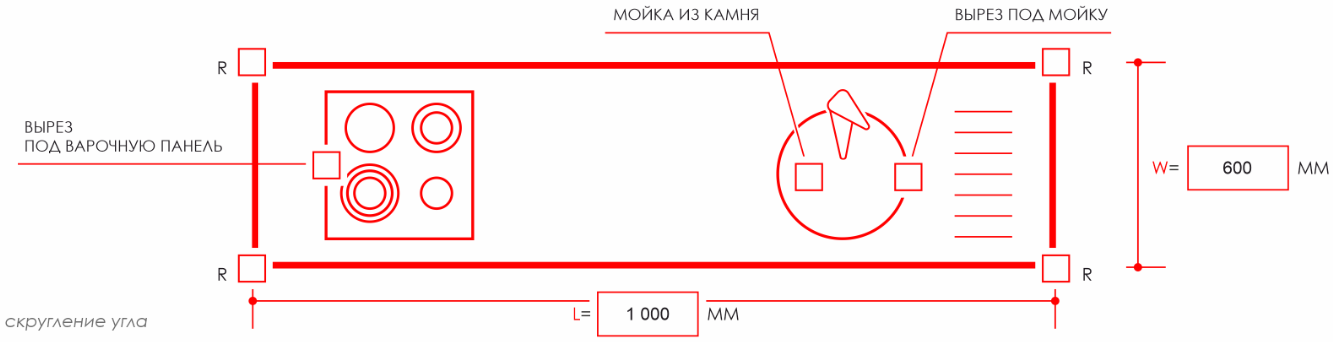 МОЙКА ИЗ КАМНЯ
ВЫРЕЗ ПОД МОЙКУ
R
R
ВЫРЕЗ
ПОД ВАРОЧНУЮ ПАНЕЛЬ
W= 600 ММ
R
R
L= 1 000 ММ
скругление угла